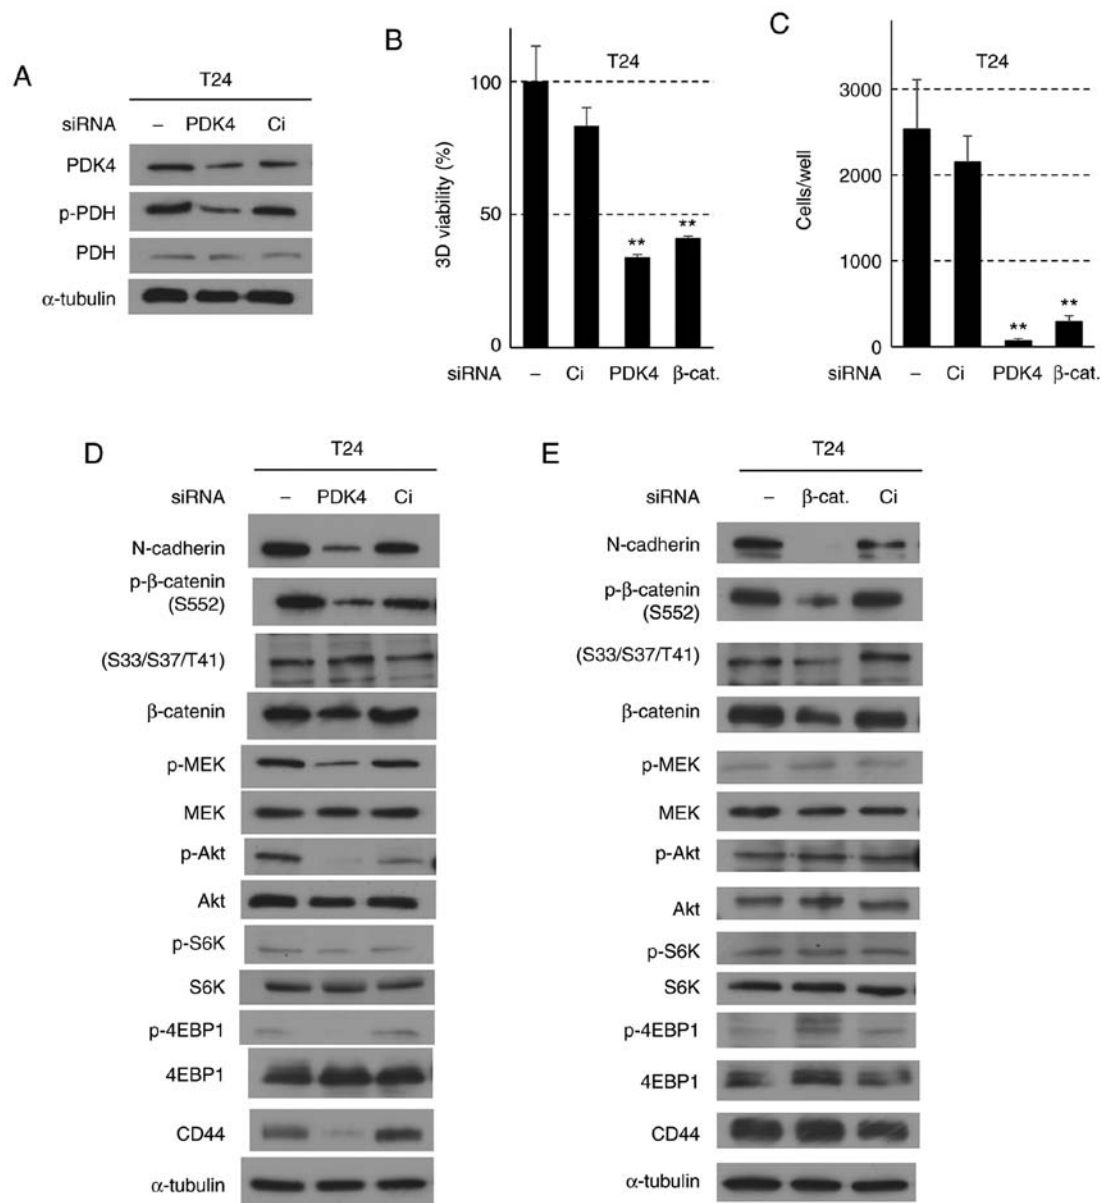 A
T24
siRNA – PDK4 Ci
PDK4
p-PDH
PDH
α-tubulin
B
T24
3D viability (%)
100
50
0
siRNA – Ci PDK4 β-cat.
** **
C
T24
Cells/well
3000
2000
1000
0
siRNA – Ci PDK4 β-cat.
** **
D
T24
siRNA – PDK4 Ci
N-cadherin
p-β-catenin
(S552)
(S33/S37/T41)
β-catenin
p-MEK
MEK
p-Akt
Akt
p-S6K
S6K
p-4EBP1
4EBP1
CD44
α-tubulin
E
T24
siRNA – β-cat. Ci
N-cadherin
p-β-catenin
(S552)
(S33/S37/T41)
β-catenin
p-MEK
MEK
p-Akt
Akt
p-S6K
S6K
p-4EBP1
4EBP1
CD44
α-tubulin